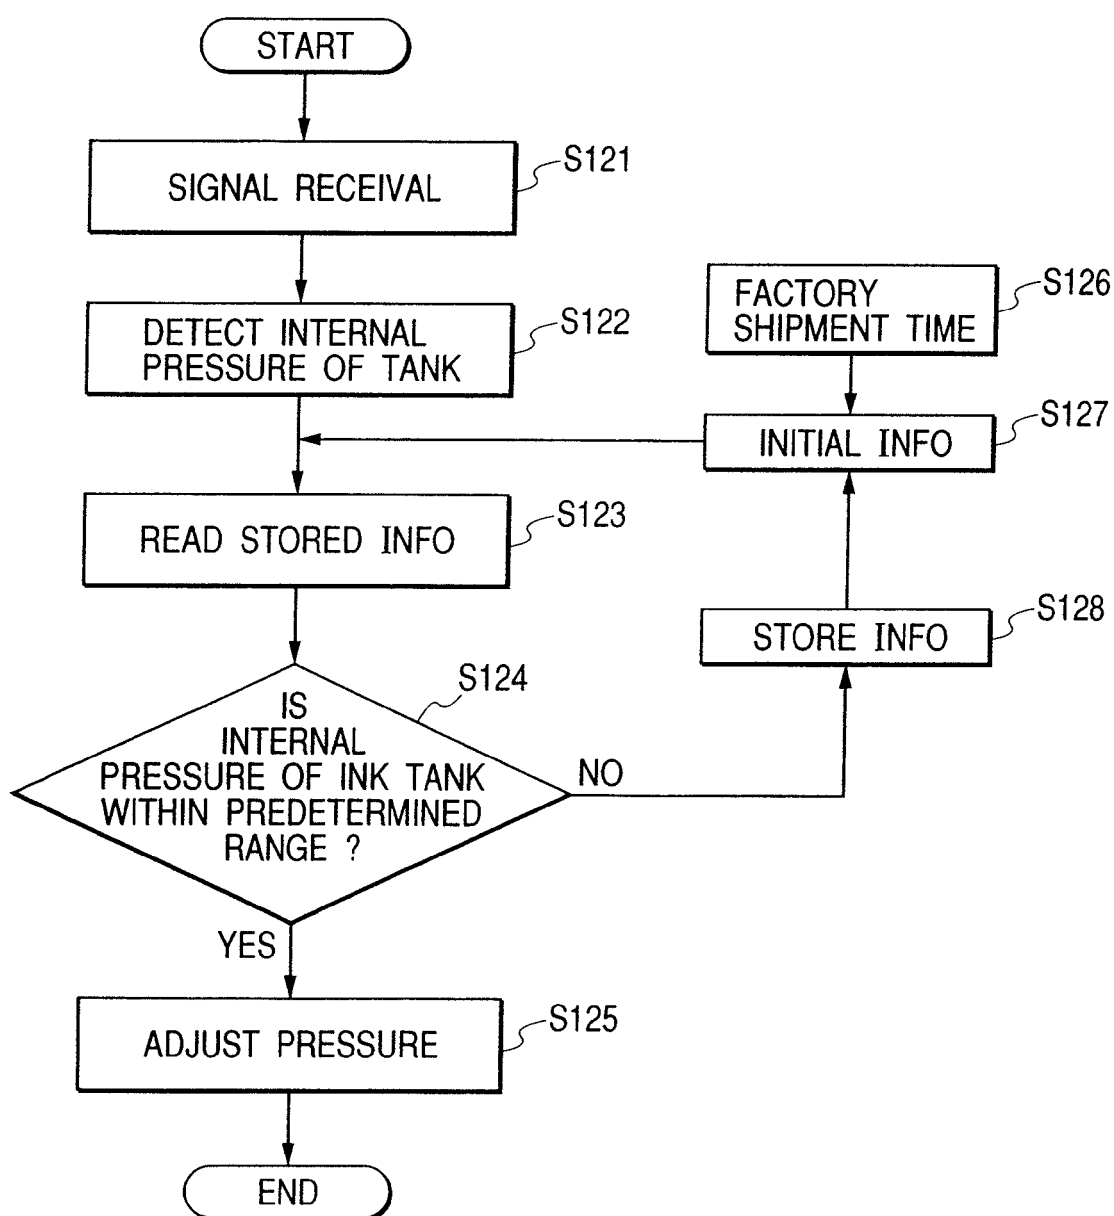 START
SIGNAL RECEIVAL
S121
DETECT INTERNAL
PRESSURE OF TANK
S122
FACTORY
SHIPMENT TIME
S126
INITIAL INFO
S127
READ STORED INFO
S123
STORE INFO
S128
IS
INTERNAL
PRESSURE OF INK TANK
WITHIN PREDETERMINED
RANGE ?
S124
NO
YES
ADJUST PRESSURE
S125
END